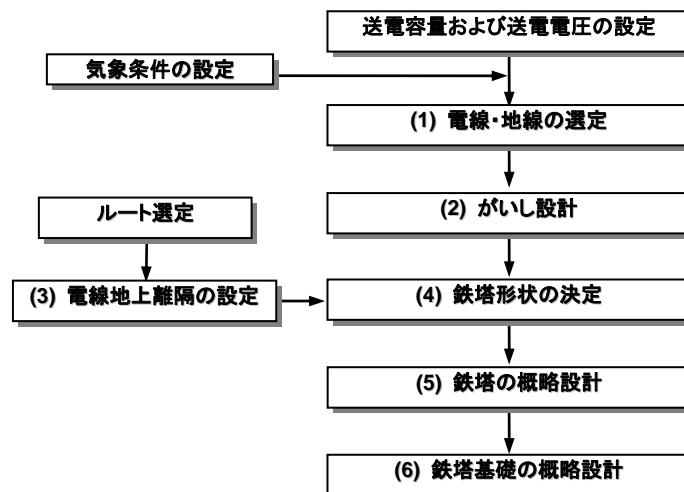 送電容量および送電電圧の設定
気象条件の設定
(1) 電線・地線の選定
(2) がいし設計
ルート選定
(3) 電線地上離隔の設定
(4) 鉄塔形状の決定
(5) 鉄塔の概略設計
(6) 鉄塔基礎の概略設計